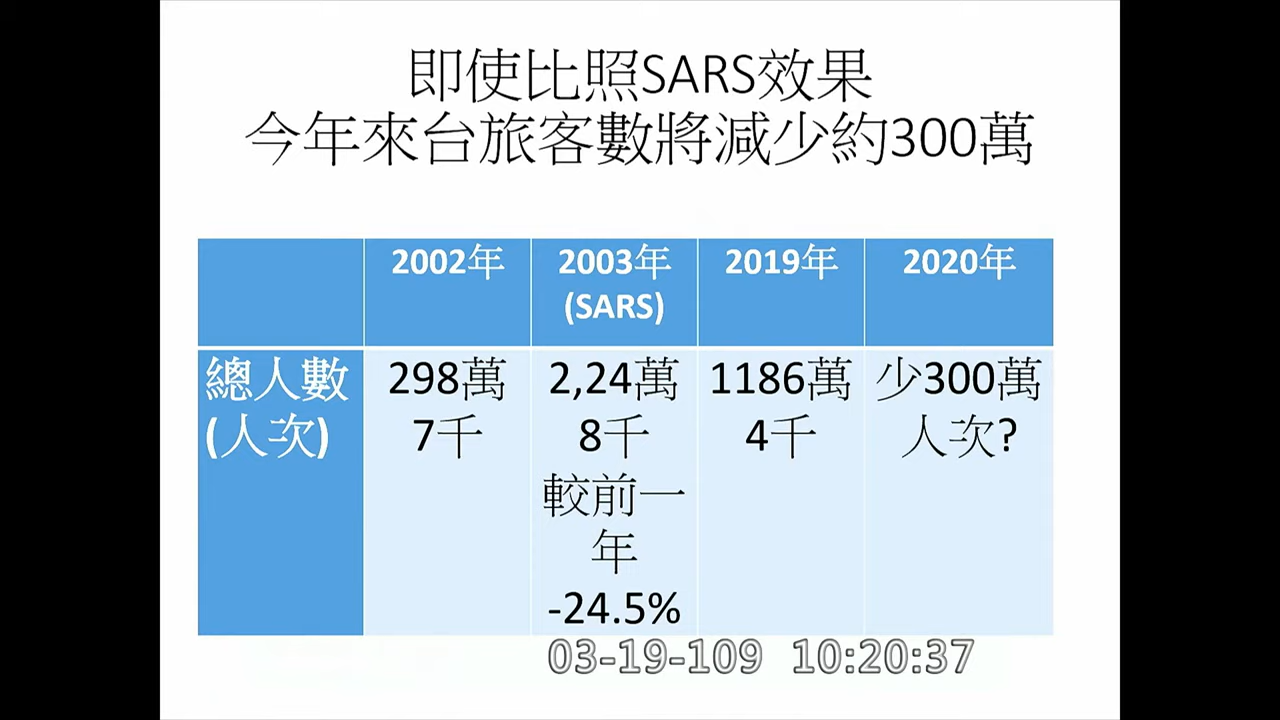 即使比照SARS效果
今年來台旅客數將減少約300萬
2002年
2003年
(SARS)
2019年
2020年
總人數
(人次)
298萬
7千
2,24萬
8千
較前一
年
-24.5%
1186萬
4千
少300萬
人次?
03-19-109 10:20:37